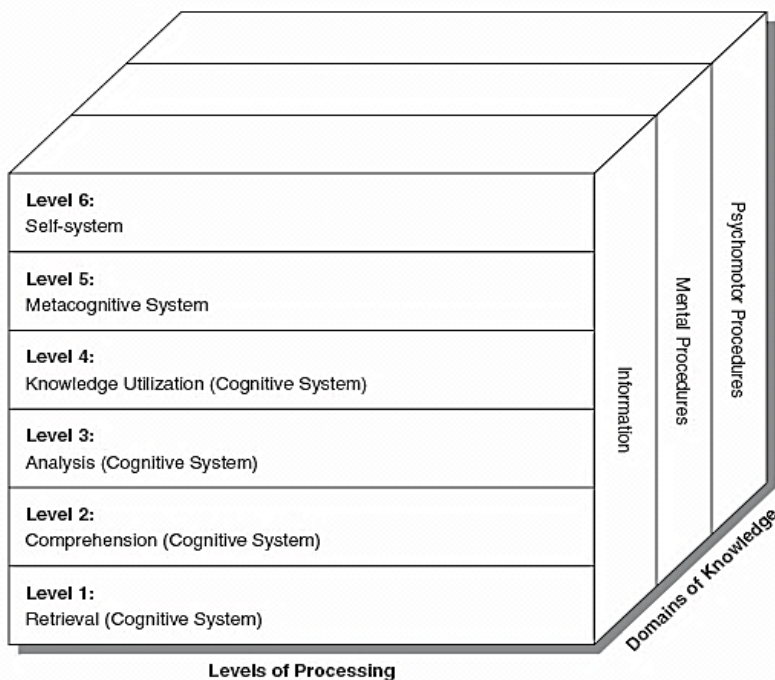 Level 6:
Self-system
Level 5:
Metacognitive System
Level 4:
Knowledge Utilization (Cognitive System)
Level 3:
Analysis (Cognitive System)
Level 2:
Comprehension (Cognitive System)
Level 1:
Retrieval (Cognitive System)
Information
Mental Procedures
Psychomotor Procedures
Levels of Processing
Domains of Knowledge